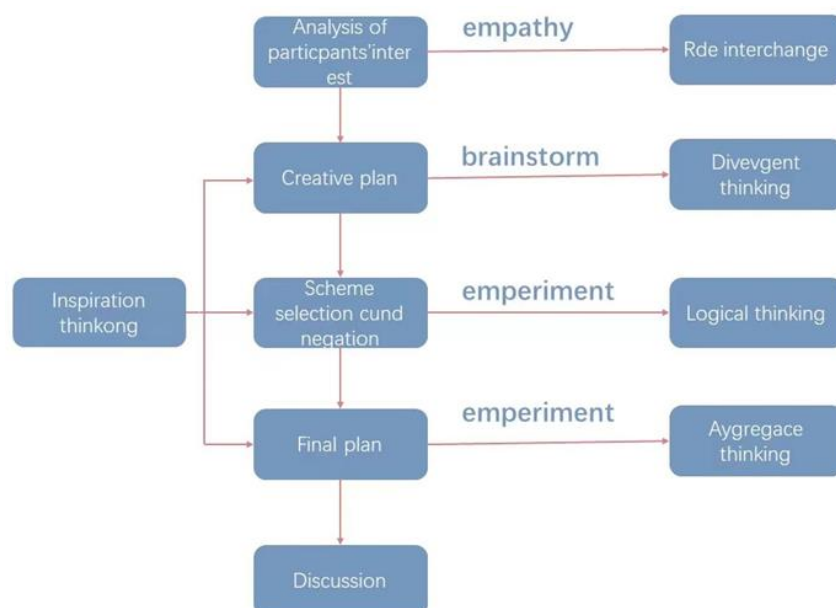 Analysis of
particpants'inter
est
empathy
Rde interchange
Creative plan
brainstorm
Divevgent
thinking
Inspiration
thinkong
Scheme
selection cund
negation
emperiment
Logical thinking
Final plan
emperiment
Aygregace
thinking
Discussion